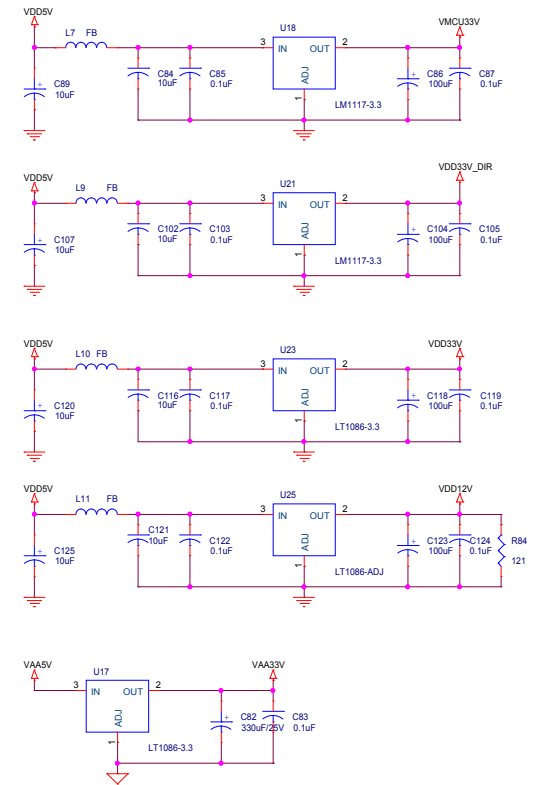 VDD5V
L7 FB
U18
VMCU33V
3 IN OUT 2
ADJ
1
C89
10uF
C84
10uF
C85
0.1uF
C86
100uF
C87
0.1uF
LM1117-3.3
VDD5V
L9 FB
U21
VDD33V_DIR
3 IN OUT 2
ADJ
1
C107
10uF
C102
10uF
C103
0.1uF
C104
100uF
C105
0.1uF
LM1117-3.3
VDD5V
L10 FB
U23
VDD33V
3 IN OUT 2
ADJ
1
C120
10uF
C116
10uF
C117
0.1uF
C118
100uF
C119
0.1uF
LT1086-3.3
VDD5V
L11 FB
U25
VDD12V
3 IN OUT 2
ADJ
1
C125
10uF
C121
10uF
C122
0.1uF
C123
100uF
C124
0.1uF
R84
121
LT1086-ADJ
VAA5V
U17
VAA33V
3 IN OUT 2
ADJ
1
C82
330uF/25V
C83
0.1uF
LT1086-3.3